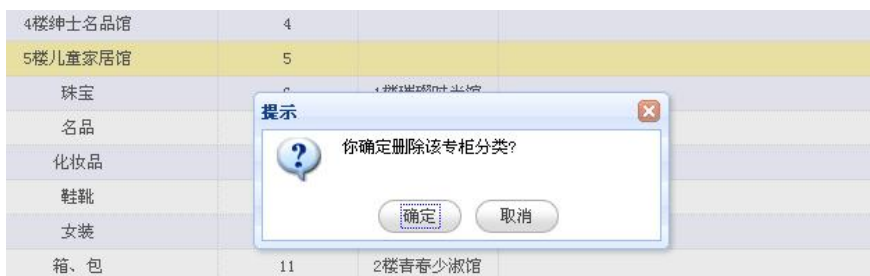 4楼绅士名品馆 4
5楼儿童家居馆 5
珠宝
提示
名品
你确定删除该专柜分类?
化妆品
鞋靴
确定 取消
女装
箱、包 11 2楼青春少淑馆